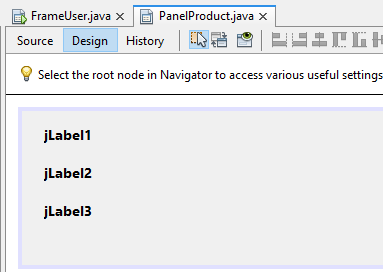 FrameUser.java PanelProduct.java
Source Design History
Select the root node in Navigator to access various useful settings
jLabel1
jLabel2
jLabel3